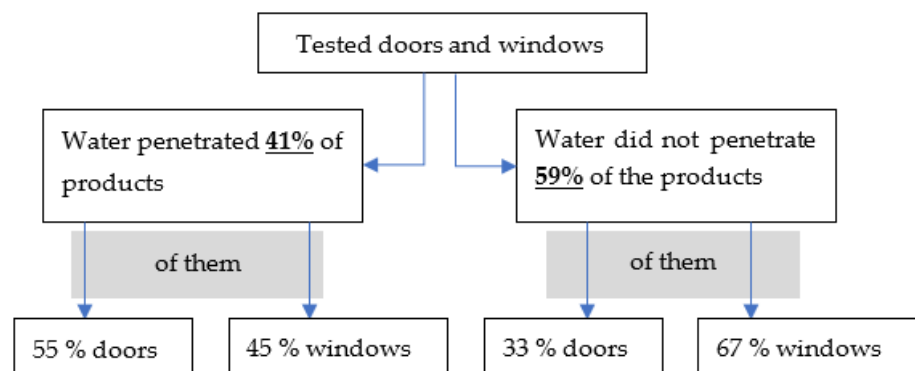 Tested doors and windows
Water penetrated 41% of
products
Water did not penetrate
59% of the products
of them
of them
55 % doors
45 % windows
33 % doors
67 % windows